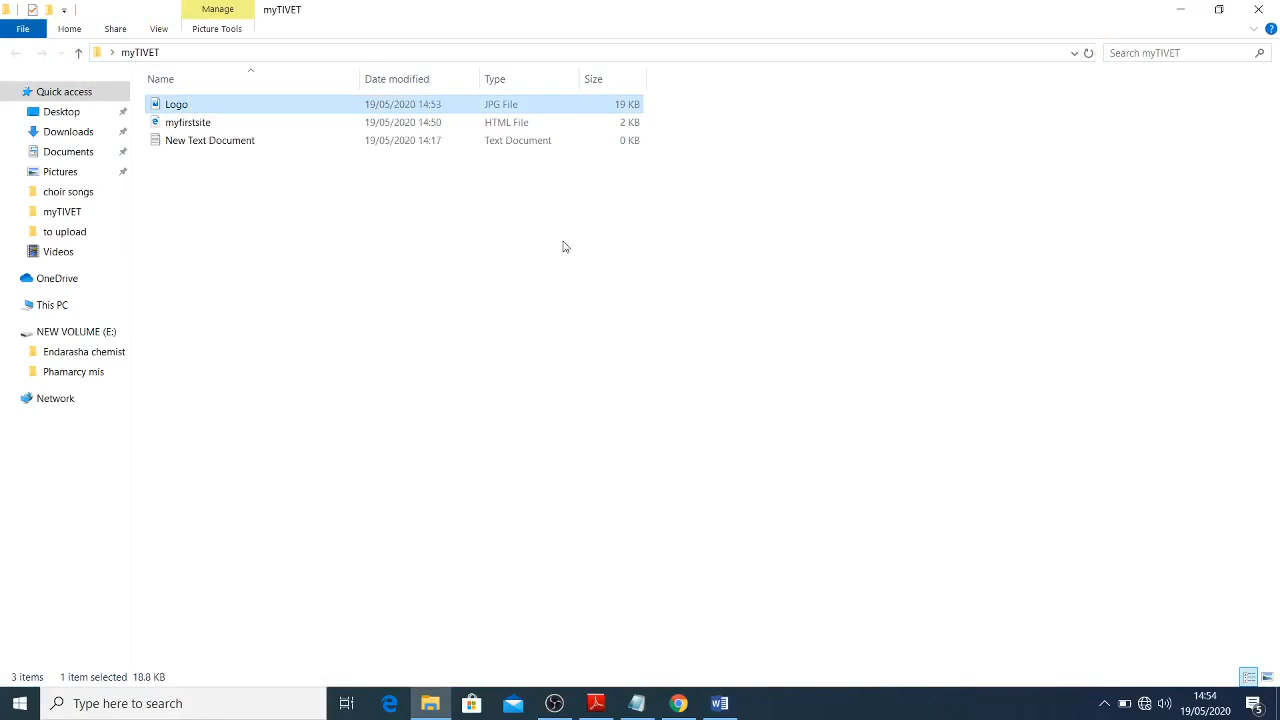 Manage
myTIVET
File
Home
Share
View
Picture Tools
myTIVET
Search myTIVET
Name
Date modified
Type
Size
Logo
19/05/2020 14:53
JPG File
19 KB
myfirstsite
19/05/2020 14:50
HTML File
2 KB
New Text Document
19/05/2020 14:17
Text Document
0 KB
Quick access
Desktop
Downloads
Documents
Pictures
choir songs
myTIVET
to upload
Videos
OneDrive
This PC
NEW VOLUME (E:)
Endarasha chemist
Phamarcy mis
Network
3 items
1 item selected 18.8 KB
Type here to search
14:54
19/05/2020
5